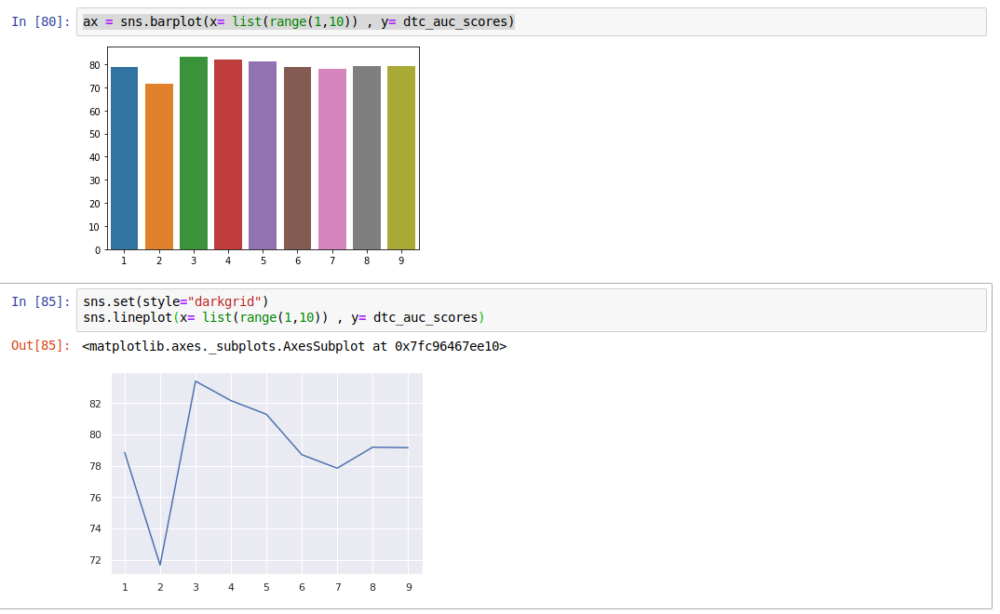 In [80]: ax = sns.barplot(x= list(range(1,10)) , y= dtc_auc_scores)
80
70
60
50
40
30
20
10
0
1 2 3 4 5 6 7 8 9
In [85]: sns.set(style="darkgrid")
sns.lineplot(x= list(range(1,10)) , y= dtc_auc_scores)
Out[85]: <matplotlib.axes._subplots.AxesSubplot at 0x7fc96467ee10>
82
80
78
76
74
72
1 2 3 4 5 6 7 8 9